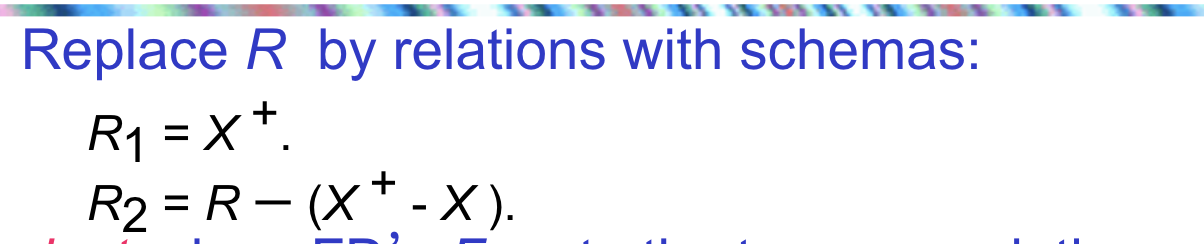 Replace R by relations with schemas:
R1 = X +.
R2 = R — (X + - X ).